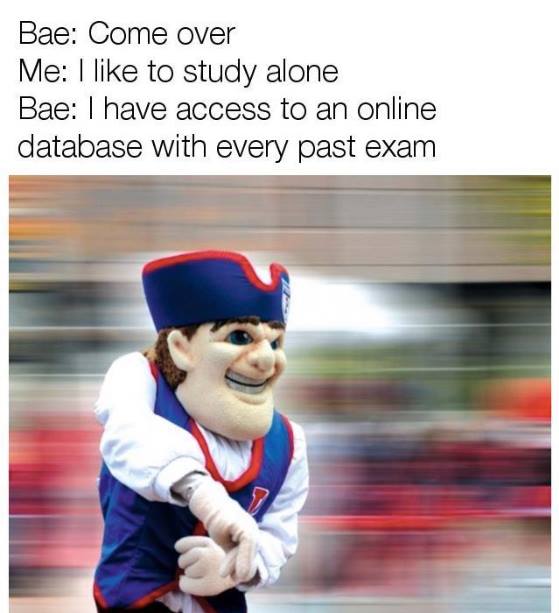 Bae: Come over
Me: I like to study alone
Bae: I have access to an online
database with every past exam